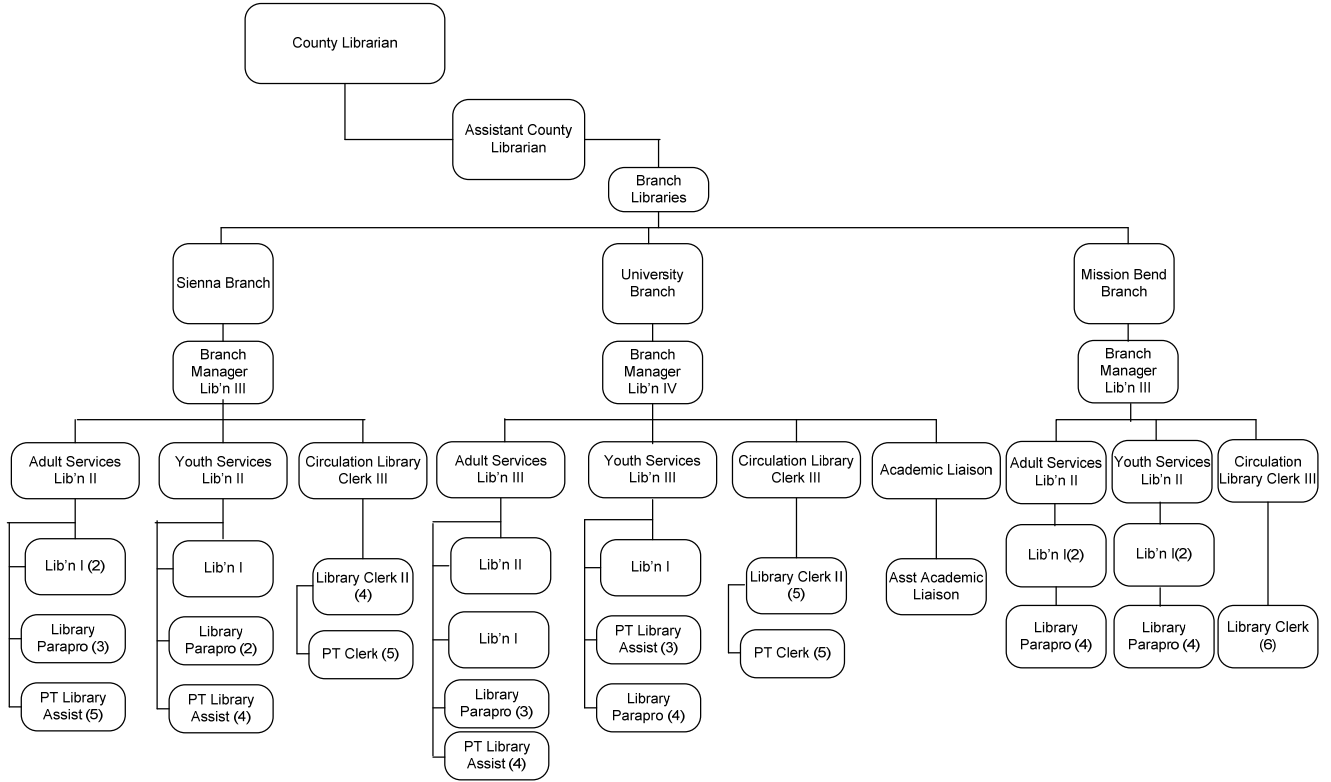 County Librarian
Assistant County
Librarian
Branch
Libraries
Sienna Branch
University
Branch
Mission Bend
Branch
Branch
Manager
Lib'n III
Branch
Manager
Lib'n IV
Branch
Manager
Lib'n III
Adult Services
Lib'n II
Youth Services
Lib'n II
Circulation Library
Clerk III
Adult Services
Lib'n III
Youth Services
Lib'n III
Circulation Library
Clerk III
Academic Liaison
Adult Services
Lib'n II
Youth Services
Lib'n II
Circulation
Library Clerk III
Lib'n I (2)
Library
Parapro (3)
PT Library
Assist (5)
Lib'n I
Library
Parapro (2)
PT Library
Assist (4)
Library Clerk II
(4)
PT Clerk (5)
Lib'n II
Lib'n I
Library
Parapro (3)
PT Library
Assist (4)
Lib'n I
PT Library
Assist (3)
Library
Parapro (4)
Library Clerk II
(5)
PT Clerk (5)
Asst Academic
Liaison
Lib'n I(2)
Library
Parapro (4)
Lib'n I(2)
Library
Parapro (4)
Library Clerk
(6)